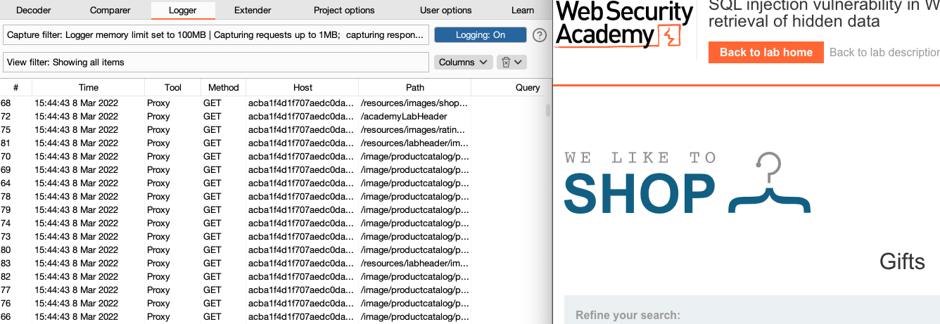 Decoder Comparer Logger Extender Project options User options Learn
Capture filter: Logger memory limit set to 100MB | Capturing requests up to 1MB; capturing respon... Logging: On ?
View filter: Showing all items Columns
# Time Tool Method Host Path Query
68 15:44:43 8 Mar 2022 Proxy GET acba1f4d1f707aedc0da... /resources/images/shop...
72 15:44:43 8 Mar 2022 Proxy GET acba1f4d1f707aedc0da... /academyLabHeader
75 15:44:43 8 Mar 2022 Proxy GET acba1f4d1f707aedc0da... /resources/images/ratin...
81 15:44:43 8 Mar 2022 Proxy GET acba1f4d1f707aedc0da... /resources/labheader/im...
70 15:44:43 8 Mar 2022 Proxy GET acba1f4d1f707aedc0da... /image/productcatalog/p...
69 15:44:43 8 Mar 2022 Proxy GET acba1f4d1f707aedc0da... /image/productcatalog/p...
64 15:44:43 8 Mar 2022 Proxy GET acba1f4d1f707aedc0da... /image/productcatalog/p...
78 15:44:43 8 Mar 2022 Proxy GET acba1f4d1f707aedc0da... /image/productcatalog/p...
79 15:44:43 8 Mar 2022 Proxy GET acba1f4d1f707aedc0da... /image/productcatalog/p...
74 15:44:43 8 Mar 2022 Proxy GET acba1f4d1f707aedc0da... /image/productcatalog/p...
73 15:44:43 8 Mar 2022 Proxy GET acba1f4d1f707aedc0da... /image/productcatalog/p...
80 15:44:43 8 Mar 2022 Proxy GET acba1f4d1f707aedc0da... /image/productcatalog/p...
83 15:44:43 8 Mar 2022 Proxy GET acba1f4d1f707aedc0da... /resources/labheader/im...
82 15:44:43 8 Mar 2022 Proxy GET acba1f4d1f707aedc0da... /image/productcatalog/p...
77 15:44:43 8 Mar 2022 Proxy GET acba1f4d1f707aedc0da... /image/productcatalog/p...
76 15:44:43 8 Mar 2022 Proxy GET acba1f4d1f707aedc0da... /image/productcatalog/p...
66 15:44:43 8 Mar 2022 Proxy GET acba1f4d1f707aedc0da... /image/productcatalog/p...
Web Security
Academy
SQL injection vulnerability in W
retrieval of hidden data
Back to lab home Back to lab description
WE LIKE TO
SHOP
Gifts
Refine your search: